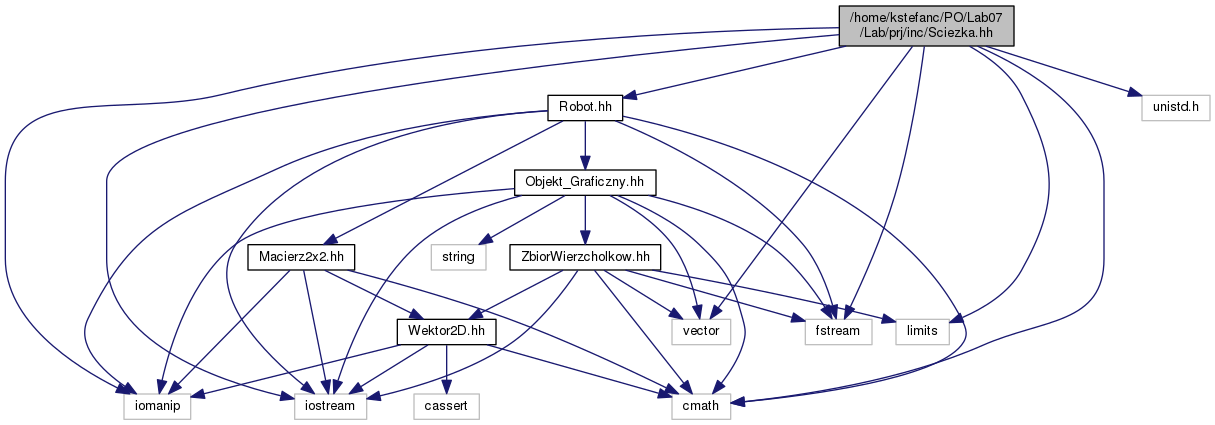 /home/kstefanc/PO/Lab07
/Lab/prj/inc/Sciezka.hh
Robot.hh
unistd.h
Objekt_Graficzny.hh
Macierz2x2.hh
string
ZbiorWierzcholkow.hh
Wektor2D.hh
vector
fstream
limits
iomanip
iostream
cassert
cmath